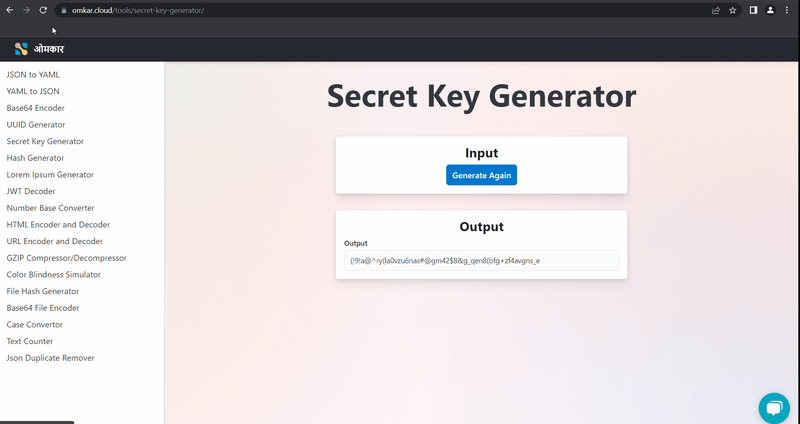 omkar.cloud/tools/secret-key-generator/
ओमकार
JSON to YAML
YAML to JSON
Base64 Encoder
UUID Generator
Secret Key Generator
Hash Generator
Lorem Ipsum Generator
JWT Decoder
Number Base Converter
HTML Encoder and Decoder
URL Encoder and Decoder
GZIP Compressor/Decompressor
Color Blindness Simulator
File Hash Generator
Base64 File Encoder
Case Convertor
Text Counter
Json Duplicate Remover
Secret Key Generator
Input
Generate Again
Output
Output
(!9!a@^ry(la0vzu6nas#@gm42$8&g_qen8(bfg+zf4avgns_e